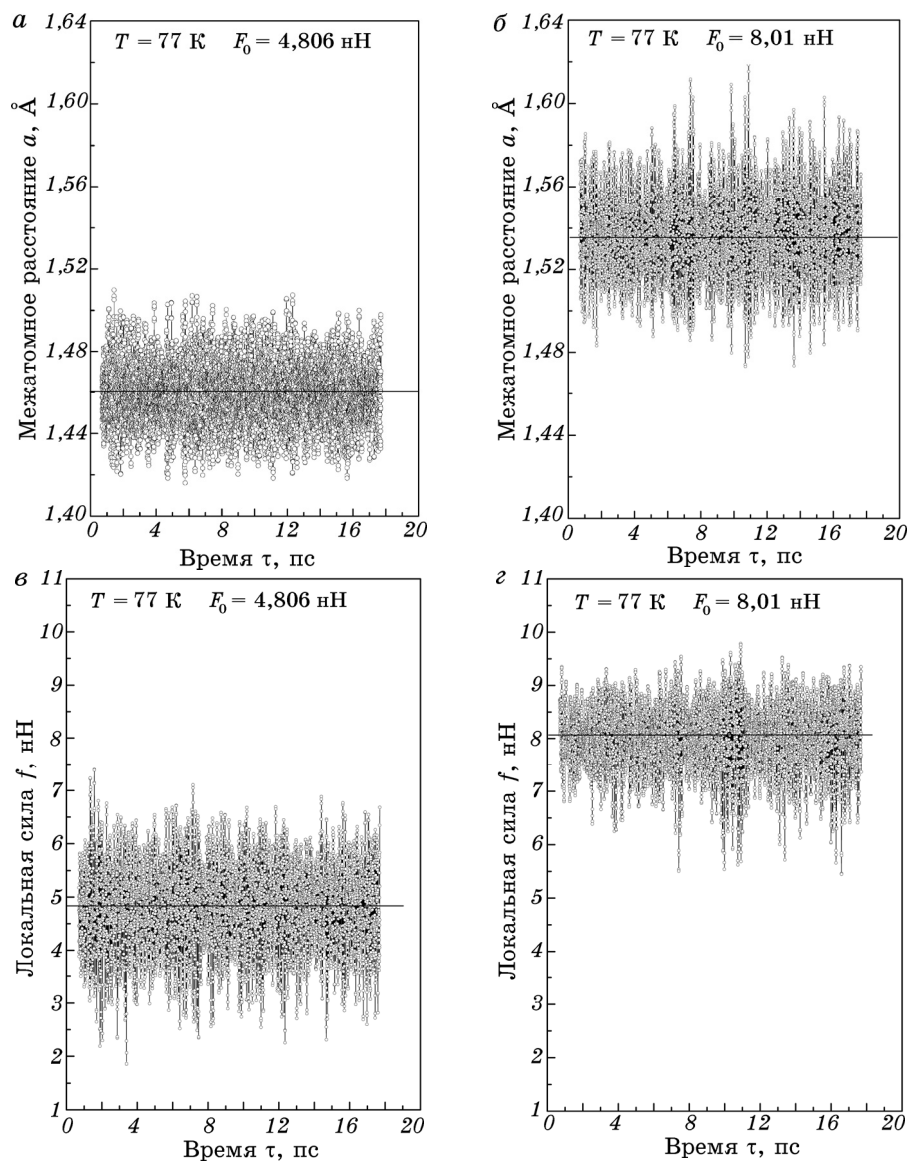 а
T = 77 К F₀ = 4,806 нН
Межатомное расстояние a, Å
1,64
1,60
1,56
1,52
1,48
1,44
1,40
0 4 8 12 16 20
Время τ, пс
б
T = 77 К F₀ = 8,01 нН
Межатомное расстояние a, Å
1,64
1,60
1,56
1,52
1,48
1,44
1,40
0 4 8 12 16 20
Время τ, пс
в
T = 77 К F₀ = 4,806 нН
Локальная сила f, нН
11
10
9
8
7
6
5
4
3
2
1
0 4 8 12 16 20
Время τ, пс
г
T = 77 К F₀ = 8,01 нН
Локальная сила f, нН
11
10
9
8
7
6
5
4
3
2
1
0 4 8 12 16 20
Время τ, пс